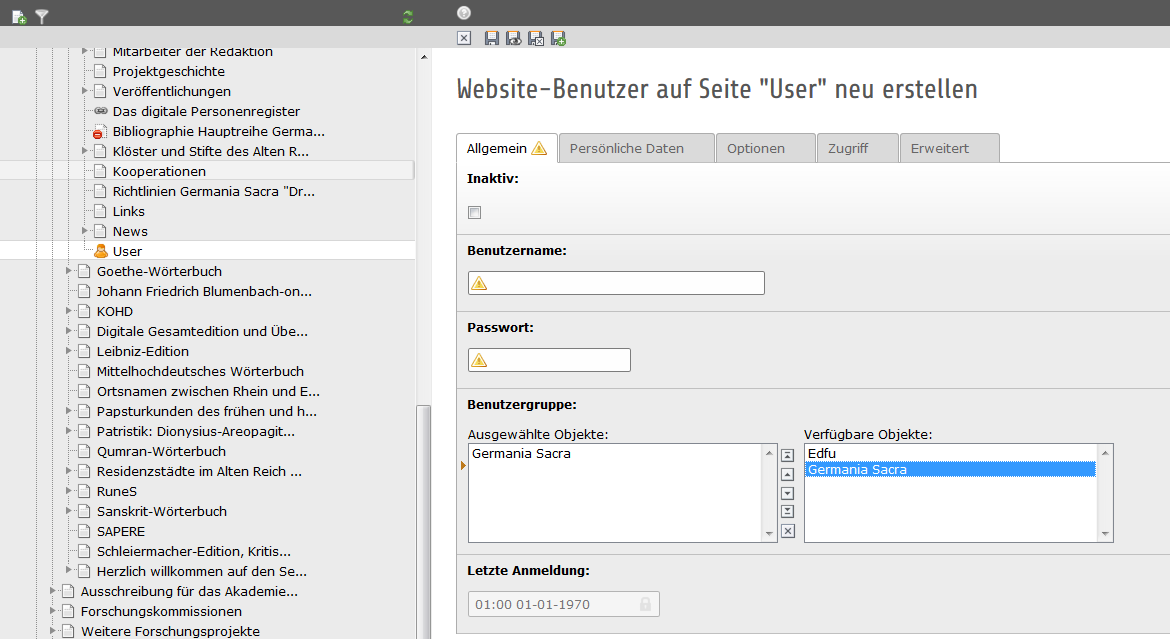 Mitarbeiter der Redaktion
Projektgeschichte
Veröffentlichungen
Das digitale Personenregister
Bibliographie Hauptreihe Germa...
Klöster und Stifte des Alten R...
Kooperationen
Richtlinien Germania Sacra "Dr...
Links
News
User
Goethe-Wörterbuch
Johann Friedrich Blumenbach-on...
KOHD
Digitale Gesamtedition und Übe...
Leibniz-Edition
Mittelhochdeutsches Wörterbuch
Ortsnamen zwischen Rhein und E...
Papsturkunden des frühen und h...
Patristik: Dionysius-Areopagit...
Qumran-Wörterbuch
Residenzstädte im Alten Reich ...
RuneS
Sanskrit-Wörterbuch
SAPERE
Schleiermacher-Edition, Kritis...
Herzlich willkommen auf den Se...
Ausschreibung für das Akademie...
Forschungskommissionen
Weitere Forschungsprojekte
Website-Benutzer auf Seite "User" neu erstellen
Allgemein Persönliche Daten Optionen Zugriff Erweitert
Inaktiv:
Benutzername:
Passwort:
Benutzergruppe:
Ausgewählte Objekte: Verfügbare Objekte:
Germania Sacra Edfu
Germania Sacra
Letzte Anmeldung:
01:00 01-01-1970